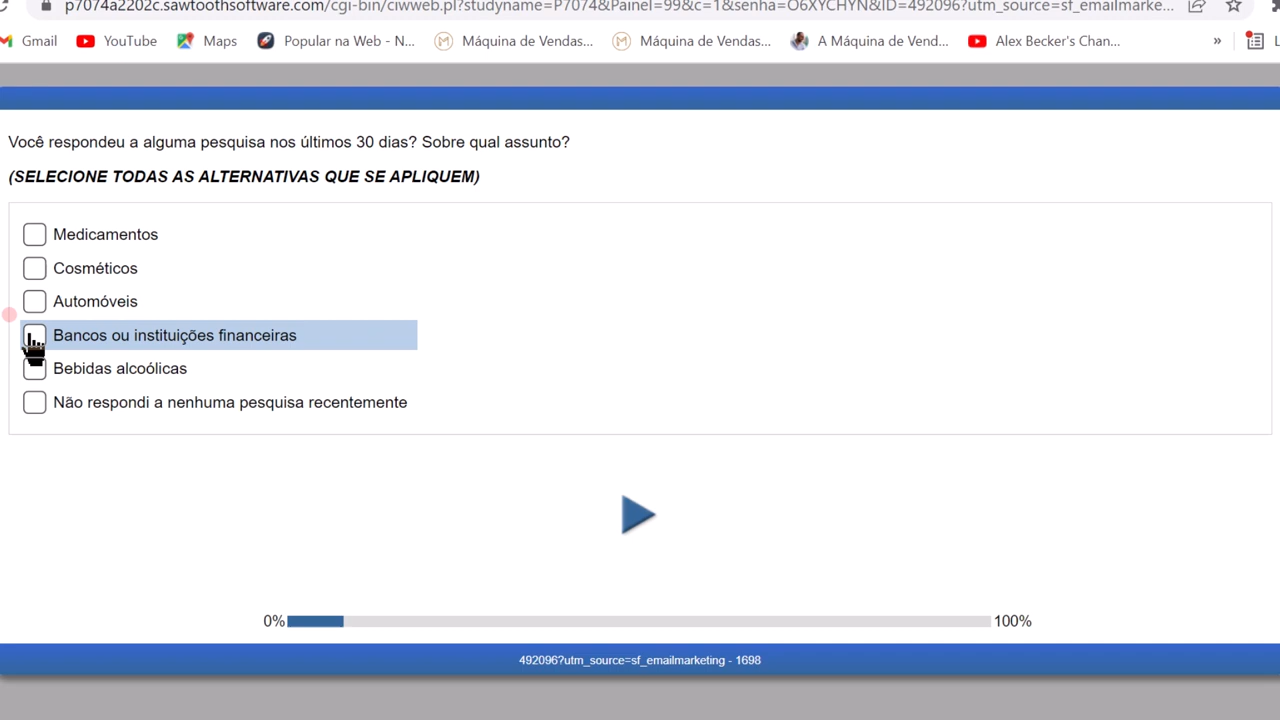 p7074a2202c.sawtoothsoftware.com/cgi-bin/ciwweb.pl?studyname=P7074&Painel=99&c=1&senha=O6XYCHYN&ID=492096?utm_source=sf_emailmarke...
Gmail YouTube Maps Popular na Web - N... Máquina de Vendas... Máquina de Vendas... A Máquina de Vend... Alex Becker's Chan... » L
Você respondeu a alguma pesquisa nos últimos 30 dias? Sobre qual assunto?
(SELECIONE TODAS AS ALTERNATIVAS QUE SE APLIQUEM)
Medicamentos
Cosméticos
Automóveis
Bancos ou instituições financeiras
Bebidas alcoólicas
Não respondi a nenhuma pesquisa recentemente
0% 100%
492096?utm_source=sf_emailmarketing - 1698